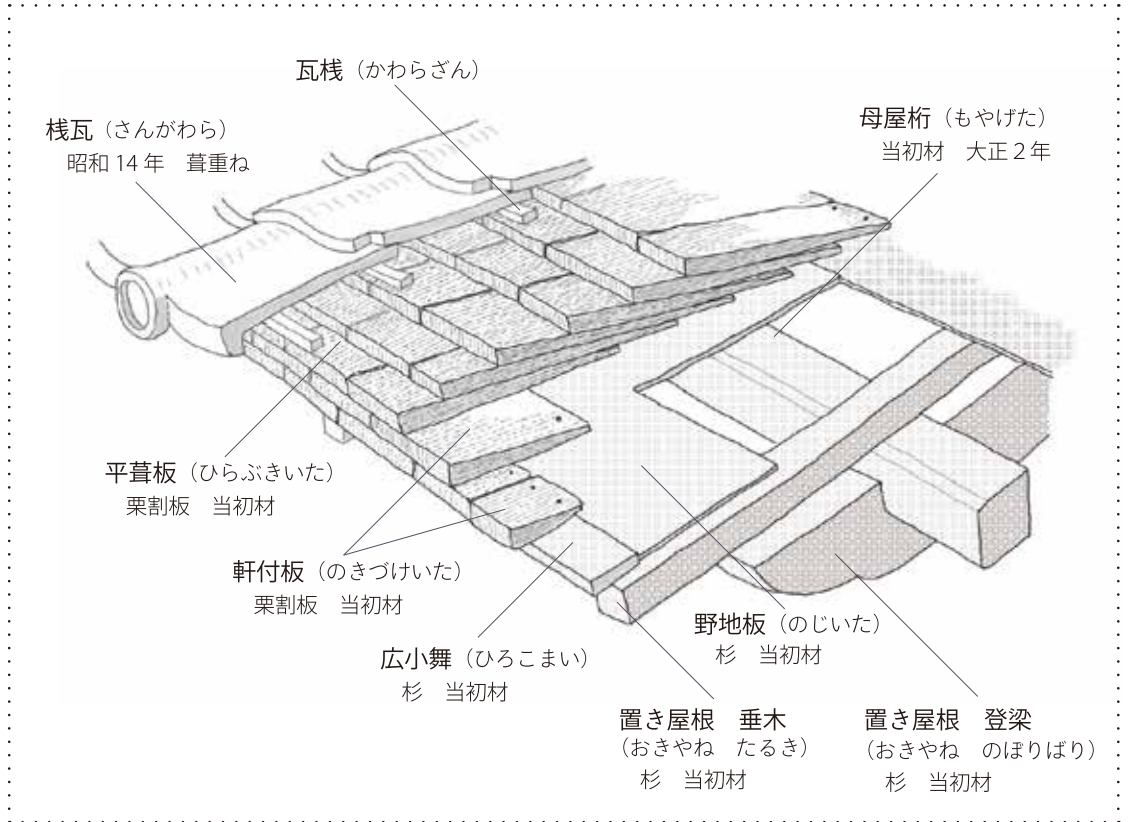 瓦桟（かわらざん）
桟瓦（さんがわら）
昭和 14 年　葺重ね
母屋桁（もやげた）
当初材　大正 2 年
平葺板（ひらぶきいた）
栗割板　当初材
軒付板（のきづけいた）
栗割板　当初材
広小舞（ひろこまい）
杉　当初材
野地板（のじいた）
杉　当初材
置き屋根　垂木
（おきやね　たるき）
杉　当初材
置き屋根　登梁
（おきやね　のぼりばり）
杉　当初材